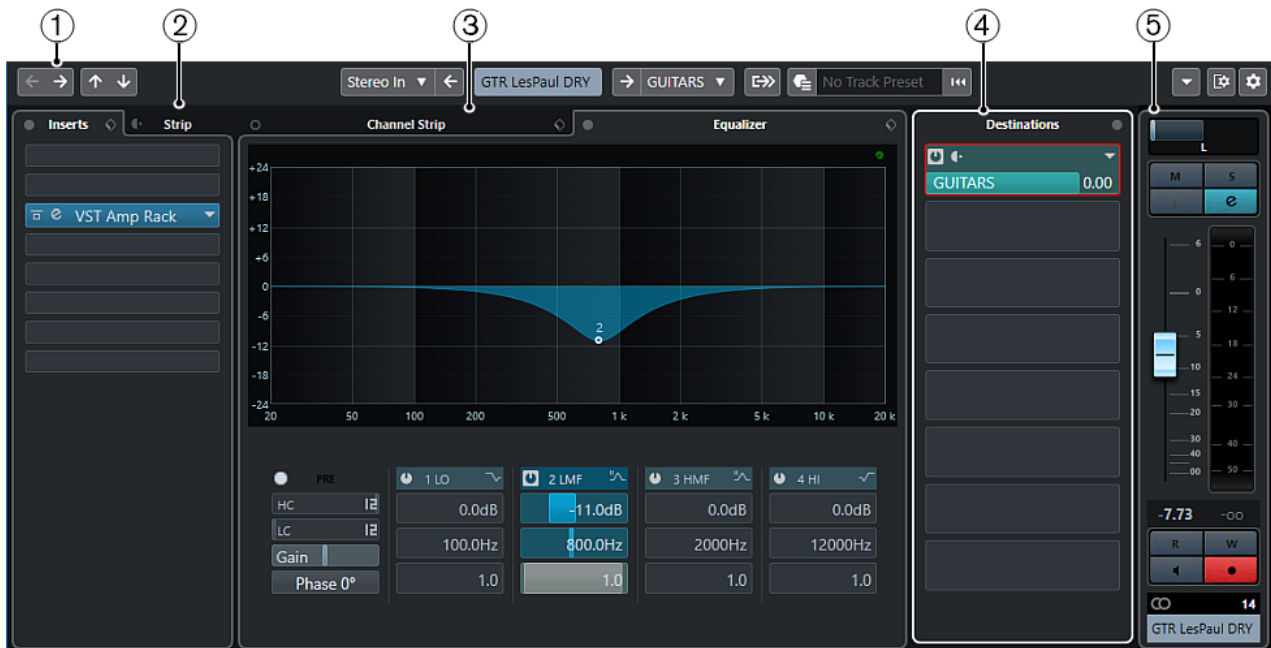 1 2 3 4 5
Stereo In GTR LesPaul DRY GUITARS No Track Preset
Inserts Strip Channel Strip Equalizer Destinations
L
VST Amp Rack
GUITARS 0.00
M S
L e
+24
+18
+12
+6
0
-6
-12
-18
-24
2
20 50 100 200 500 1 k 2 k 5 k 10 k 20 k
6 0
0 6
12
5 18
10 24
15
20 30
30
40 40
00 50
PRE 1 LO 2 LMF 3 HMF 4 HI
HC 12 0.0dB -11.0dB 0.0dB 0.0dB
LC 12 100.0Hz 800.0Hz 2000Hz 12000Hz
Gain
Phase 0° 1.0 1.0 1.0 1.0
-7.73 -oo
R W
14
GTR LesPaul DRY